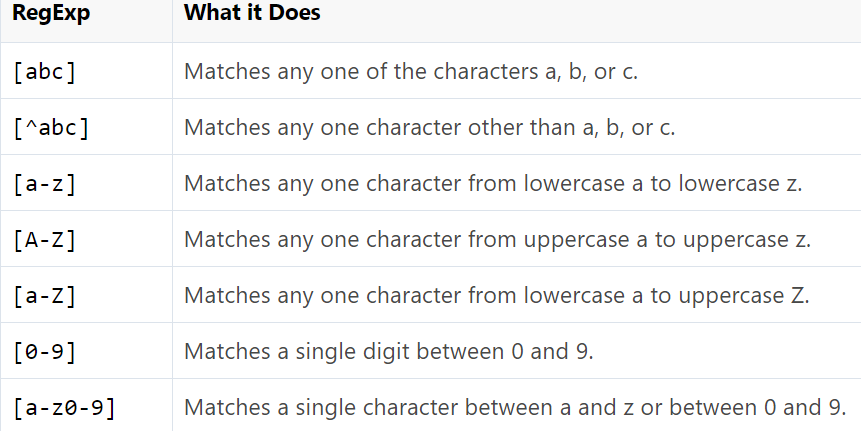 RegExp What it Does
[abc] Matches any one of the characters a, b, or c.
[^abc] Matches any one character other than a, b, or c.
[a-z] Matches any one character from lowercase a to lowercase z.
[A-Z] Matches any one character from uppercase a to uppercase z.
[a-Z] Matches any one character from lowercase a to uppercase Z.
[0-9] Matches a single digit between 0 and 9.
[a-z0-9] Matches a single character between a and z or between 0 and 9.